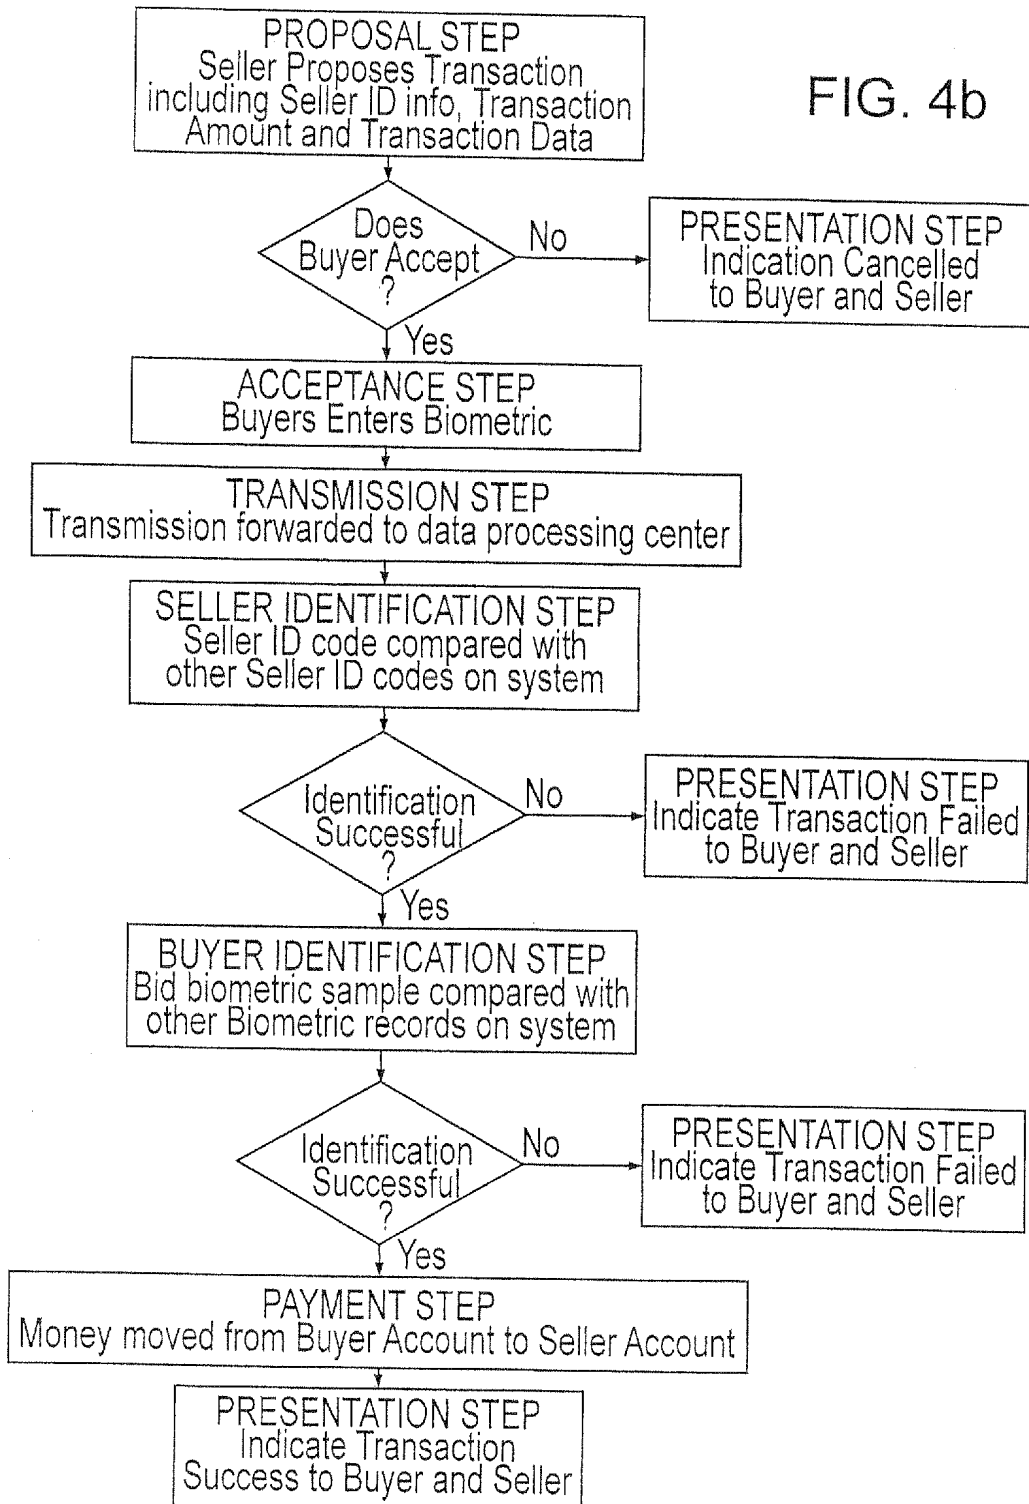 PROPOSAL STEP
Seller Proposes Transaction
including Seller ID info, Transaction
Amount and Transaction Data
FIG. 4b
Does
Buyer Accept
?
No
PRESENTATION STEP
Indication Cancelled
to Buyer and Seller
Yes
ACCEPTANCE STEP
Buyers Enters Biometric
TRANSMISSION STEP
Transmission forwarded to data processing center
SELLER IDENTIFICATION STEP
Seller ID code compared with
other Seller ID codes on system
Identification
Successful
?
No
PRESENTATION STEP
Indicate Transaction Failed
to Buyer and Seller
Yes
BUYER IDENTIFICATION STEP
Bid biometric sample compared with
other Biometric records on system
Identification
Successful
?
No
PRESENTATION STEP
Indicate Transaction Failed
to Buyer and Seller
Yes
PAYMENT STEP
Money moved from Buyer Account to Seller Account
PRESENTATION STEP
Indicate Transaction
Success to Buyer and Seller